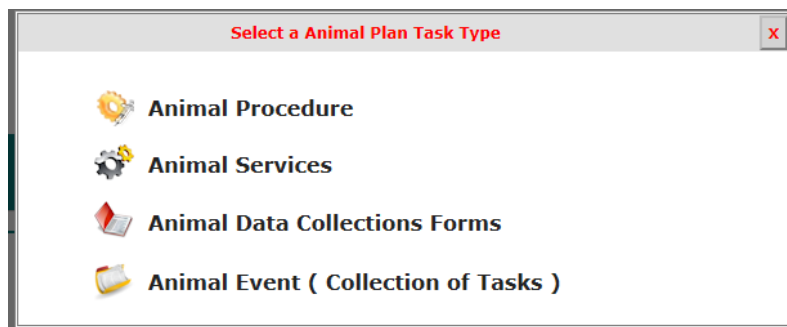 Select a Animal Plan Task Type
x
Animal Procedure
Animal Services
Animal Data Collections Forms
Animal Event ( Collection of Tasks )